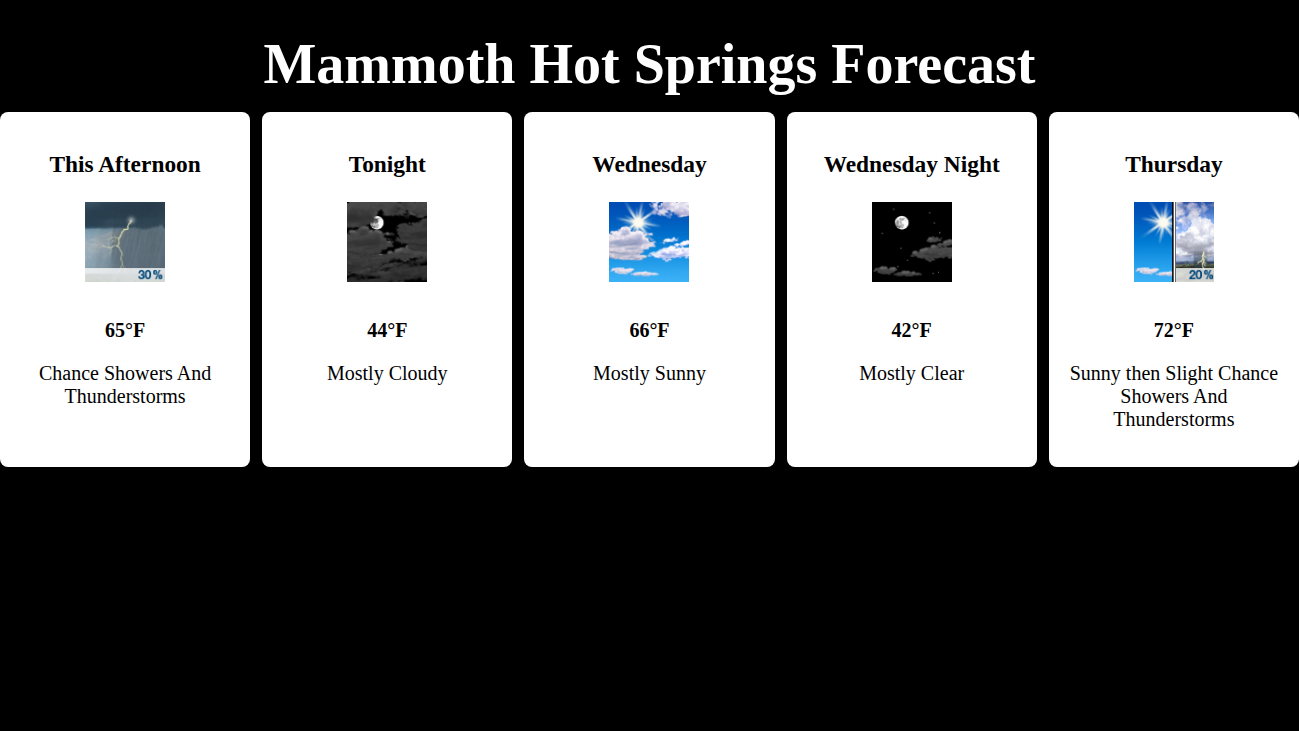 Mammoth Hot Springs Forecast
This Afternoon
30%
65°F
Chance Showers And
Thunderstorms
Tonight
44°F
Mostly Cloudy
Wednesday
66°F
Mostly Sunny
Wednesday Night
42°F
Mostly Clear
Thursday
20%
72°F
Sunny then Slight Chance
Showers And
Thunderstorms